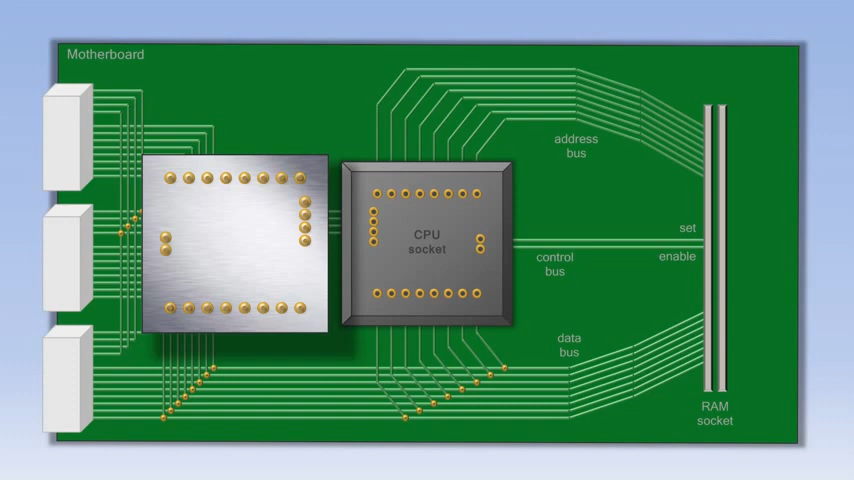 Motherboard
address
bus
CPU
socket
set
control
bus
enable
data
bus
RAM
socket